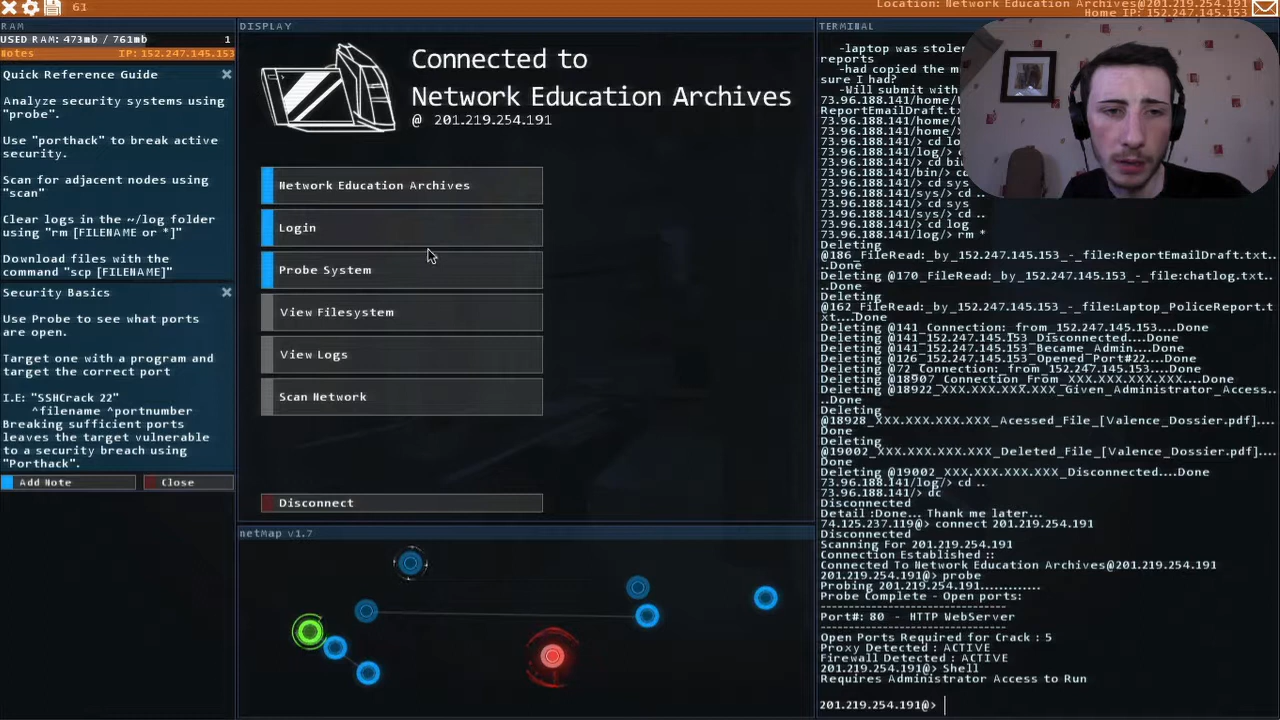 61
Location: Network Education Archives@201.219.254.191
Home IP: 152.247.145.153
RAM
USED RAM: 473mb / 761mb
1
Notes
IP: 152.247.145.153
Quick Reference Guide
Analyze security systems using
"probe".
Use "porthack" to break active
security.
Scan for adjacent nodes using
"scan"
Clear logs in the ~/log folder
using "rm [FILENAME or *]"
Download files with the
command "scp [FILENAME]"
Security Basics
Use Probe to see what ports
are open.
Target one with a program and
target the correct port
I.E: "SSHCrack 22"
^filename ^portnumber
Breaking sufficient ports
leaves the target vulnerable
to a security breach using
"Porthack".
Add Note
Close
DISPLAY
Connected to
Network Education Archives
@ 201.219.254.191
Network Education Archives
Login
Probe System
View Filesystem
View Logs
Scan Network
Disconnect
netMap v1.7
TERMINAL
-laptop was stolen
reports
-had copied the m
sure I had?
-Will submit with
73.96.188.141/home/
ReportEmailDraft.tx
73.96.188.141/home/
73.96.188.141/home/
73.96.188.141/> cd lo
73.96.188.141/log/>
73.96.188.141/> cd bin
73.96.188.141/bin/> cd
73.96.188.141/> cd sys
73.96.188.141/sys/> cd ..
73.96.188.141/> cd sys
73.96.188.141/sys/> cd ..
73.96.188.141/> cd log
73.96.188.141/log/> rm *
Deleting
@186_FileRead:_by_152.247.145.153_-_file:ReportEmailDraft.txt...
..Done
Deleting @170_FileRead:_by_152.247.145.153_-_file:chatlog.txt...
.Done
Deleting
@162_FileRead:_by_152.247.145.153_-_file:Laptop_PoliceReport.t
xt....Done
Deleting @141_Connection:_from_152.247.145.153....Done
Deleting @141_152.247.145.153_Disconnected....Done
Deleting @141_152.247.145.153_Became_Admin....Done
Deleting @126_152.247.145.153_Opened_Port#22....Done
Deleting @72_Connection:_from_152.247.145.153....Done
Deleting @18907_Connection_From_XXX.XXX.XXX.XXX....Done
Deleting @18922_XXX.XXX.XXX.XXX_Given_Administrator_Access...
.Done
Deleting
@18928_XXX.XXX.XXX.XXX_Acessed_File_[Valence_Dossier.pdf]....
Done
Deleting
@19002_XXX.XXX.XXX.XXX_Deleted_File_[Valence_Dossier.pdf]....
Done
Deleting @19002_XXX.XXX.XXX.XXX_Disconnected....Done
73.96.188.141/log/> cd ..
73.96.188.141/> dc
Disconnected
Detail :Done... Thank me later...
74.125.237.119@> connect 201.219.254.191
Disconnected
Scanning For 201.219.254.191
Connection Established ::
Connected To Network Education Archives@201.219.254.191
201.219.254.191@> probe
Probing 201.219.254.191.............
Probe Complete - Open ports:
---------------------------------
Port#: 80 - HTTP WebServer
---------------------------------
Open Ports Required for Crack : 5
Proxy Detected : ACTIVE
Firewall Detected : ACTIVE
201.219.254.191@> Shell
Requires Administrator Access to Run
201.219.254.191@>